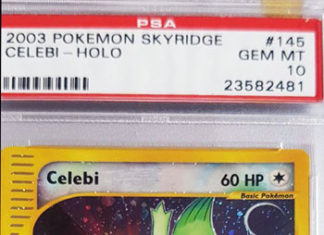 PSA
2003 POKEMON SKYRIDGE #145
CELEBI - HOLO GEM MT
10
23582481
Celebi 60 HP
Basic Pokémon